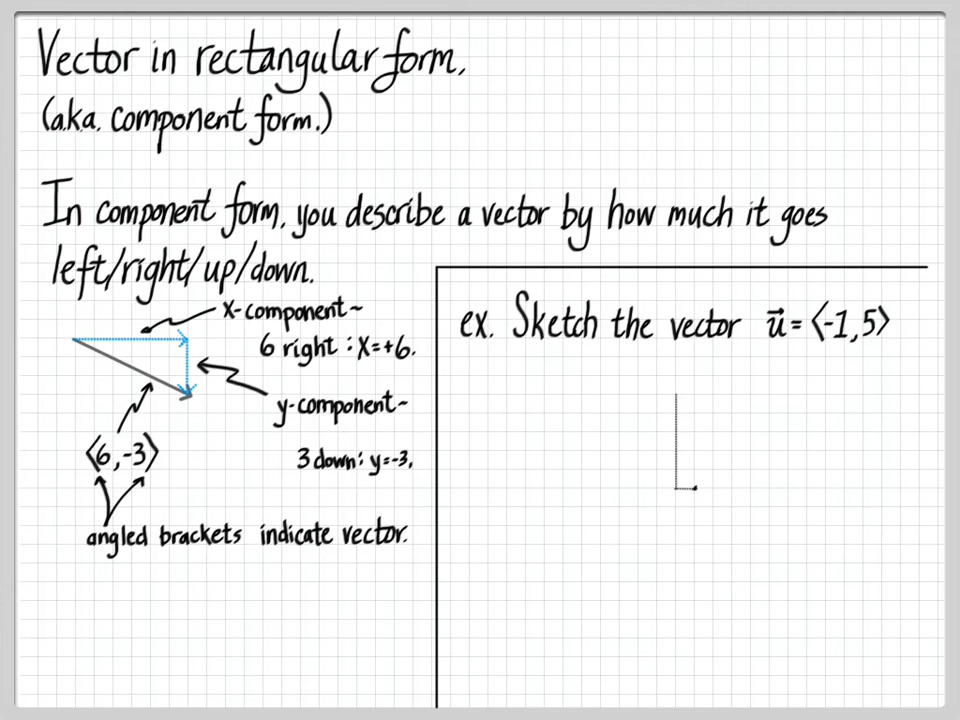 Vector in rectangular form.
(a.k.a. component form.)
In component form, you describe a vector by how much it goes
left/right/up/down.
x-component~
6 right : x=+6.
y-component~
3 down: y=-3.
⟨6,-3⟩
angled brackets indicate vector.
ex. Sketch the vector u⃗ = ⟨-1,5⟩